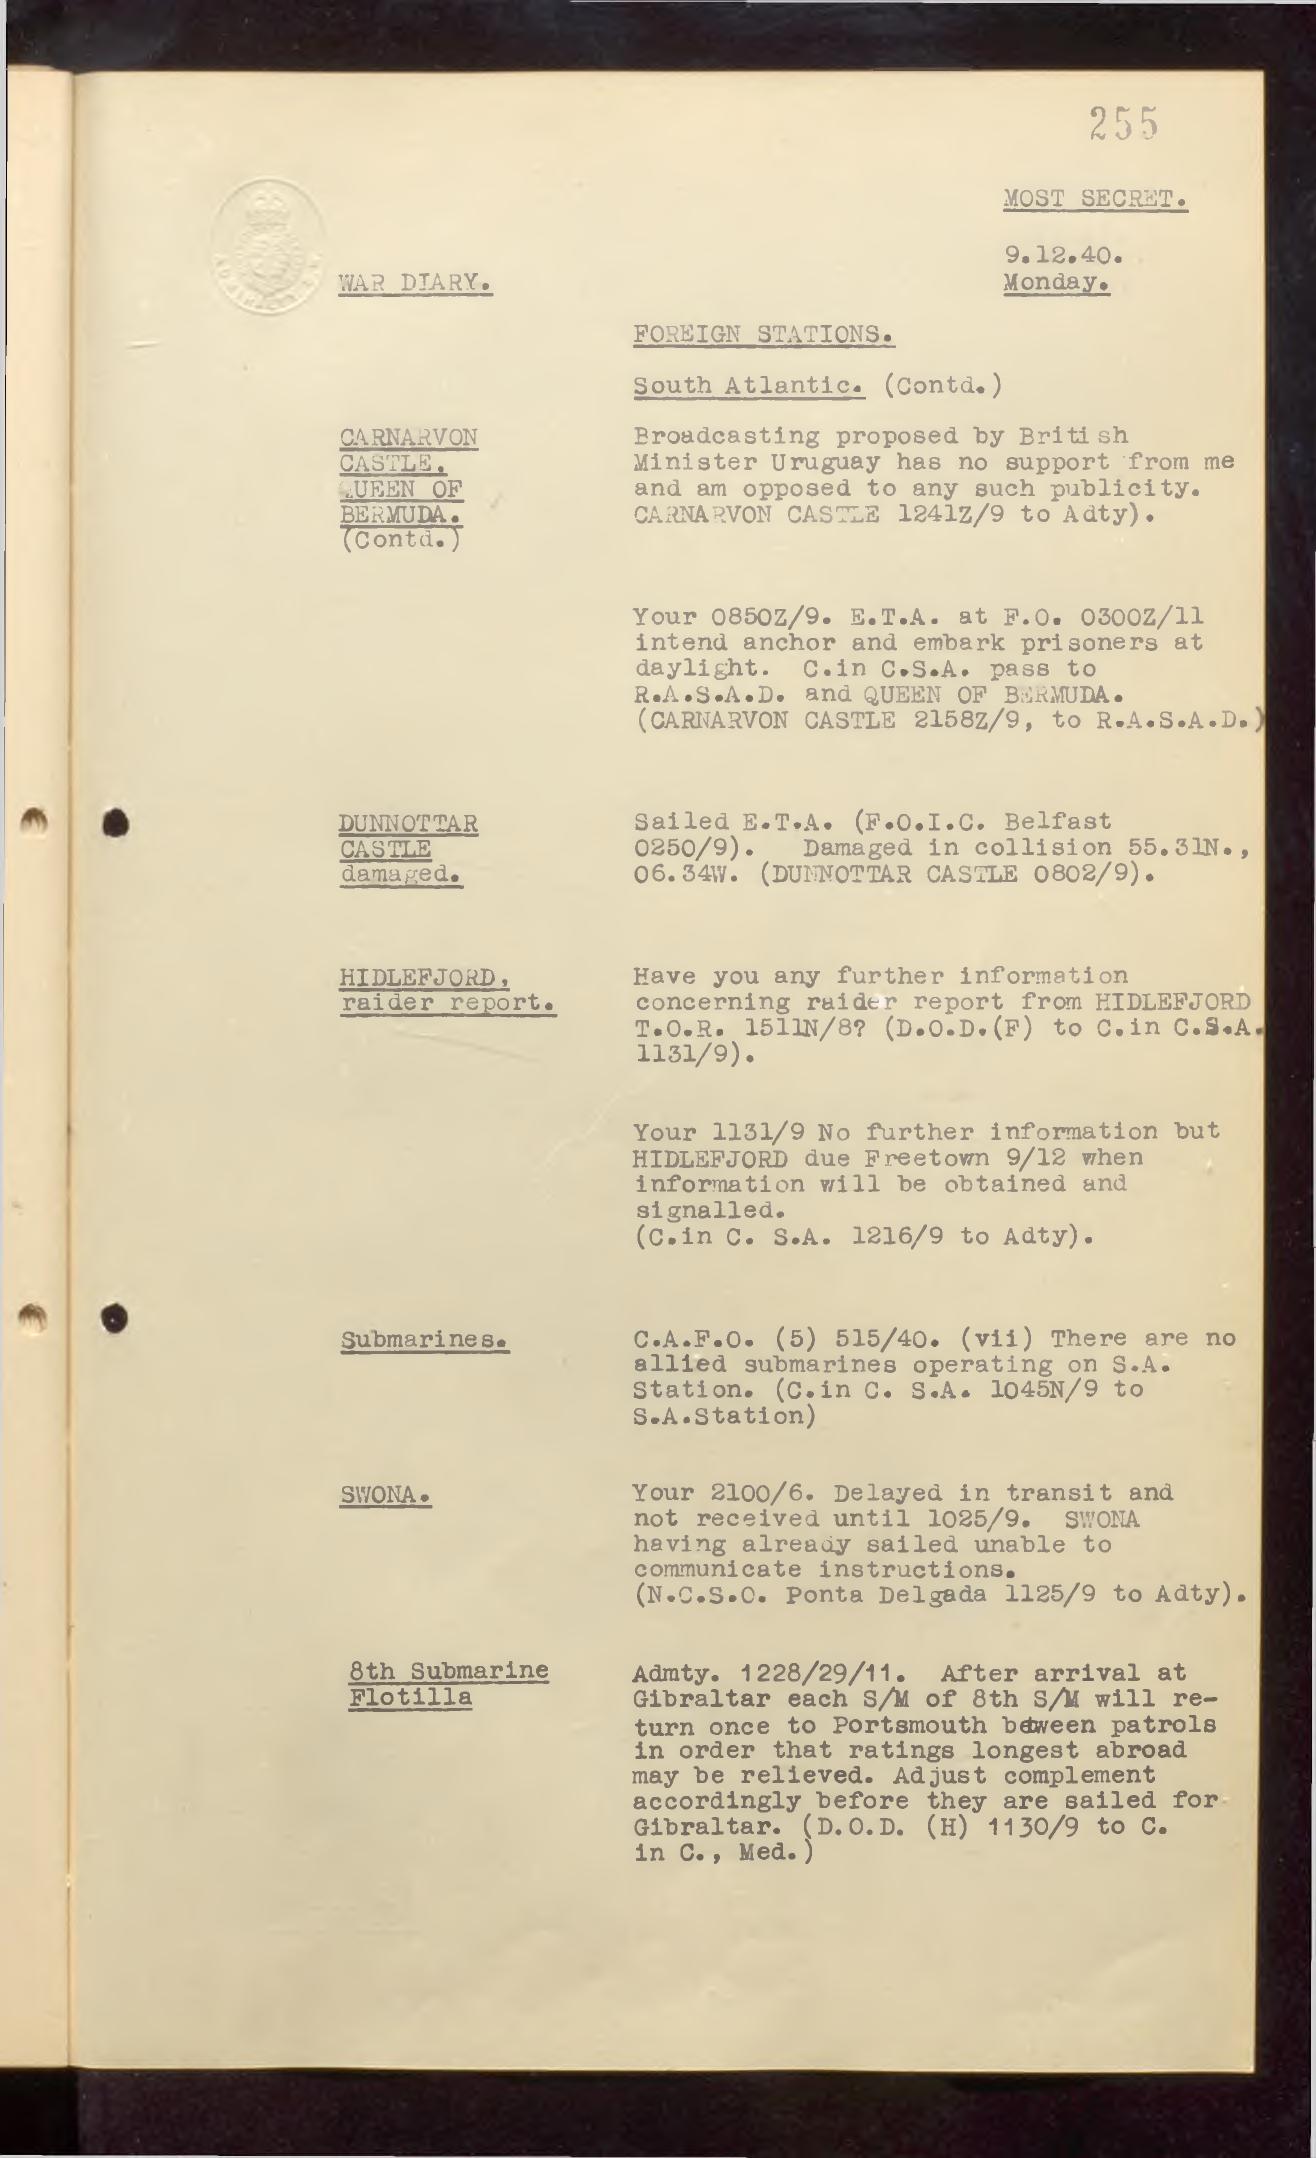 255
MOST SECRET.
9.12.40.
Monday.
WAR DIARY.
FOREIGN STATIONS.
South Atlantic. (Contd.)
CARNARVON
CASTLE.
QUEEN OF
BERMUDA.
(Contd.)
Broadcasting proposed by British
Minister Uruguay has no support from me
and am opposed to any such publicity.
CARNARVON CASTLE 1241Z/9 to Adty).
Your 0850Z/9. E.T.A. at F.O. 0300Z/11
intend anchor and embark prisoners at
daylight. C.in C.S.A. pass to
R.A.S.A.D. and QUEEN OF BERMUDA.
(CARNARVON CASTLE 2158Z/9, to R.A.S.A.D.)
DUNNOTTAR
CASTLE
damaged.
Sailed E.T.A. (F.O.I.C. Belfast
0250/9). Damaged in collision 55.31N.,
06.34W. (DUNNOTTAR CASTLE 0802/9).
HIDLEFJORD,
raider report.
Have you any further information
concerning raider report from HIDLEFJORD
T.O.R. 1511N/8? (D.O.D.(F) to C.in C.S.A.
1131/9).
Your 1131/9 No further information but
HIDLEFJORD due Freetown 9/12 when
information will be obtained and
signalled.
(C.in C. S.A. 1216/9 to Adty).
Submarines.
C.A.F.O. (5) 515/40. (vii) There are no
allied submarines operating on S.A.
Station. (C.in C. S.A. 1045N/9 to
S.A.Station)
SWONA.
Your 2100/6. Delayed in transit and
not received until 1025/9. SWONA
having already sailed unable to
communicate instructions.
(N.C.S.O. Ponta Delgada 1125/9 to Adty).
8th Submarine
Flotilla
Admty. 1228/29/11. After arrival at
Gibraltar each S/M of 8th S/M will re-
turn once to Portsmouth between patrols
in order that ratings longest abroad
may be relieved. Adjust complement
accordingly before they are sailed for
Gibraltar. (D.O.D. (H) 1130/9 to C.
in C., Med.)